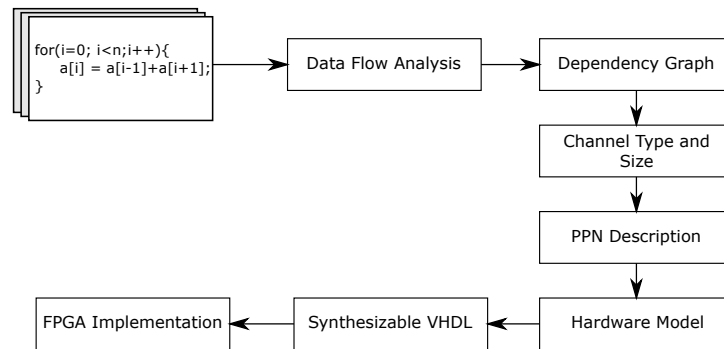 for(i=0; i<n;i++){
a[i] = a[i-1]+a[i+1];
}
Data Flow Analysis
Dependency Graph
Channel Type and
Size
PPN Description
Hardware Model
Synthesizable VHDL
FPGA Implementation